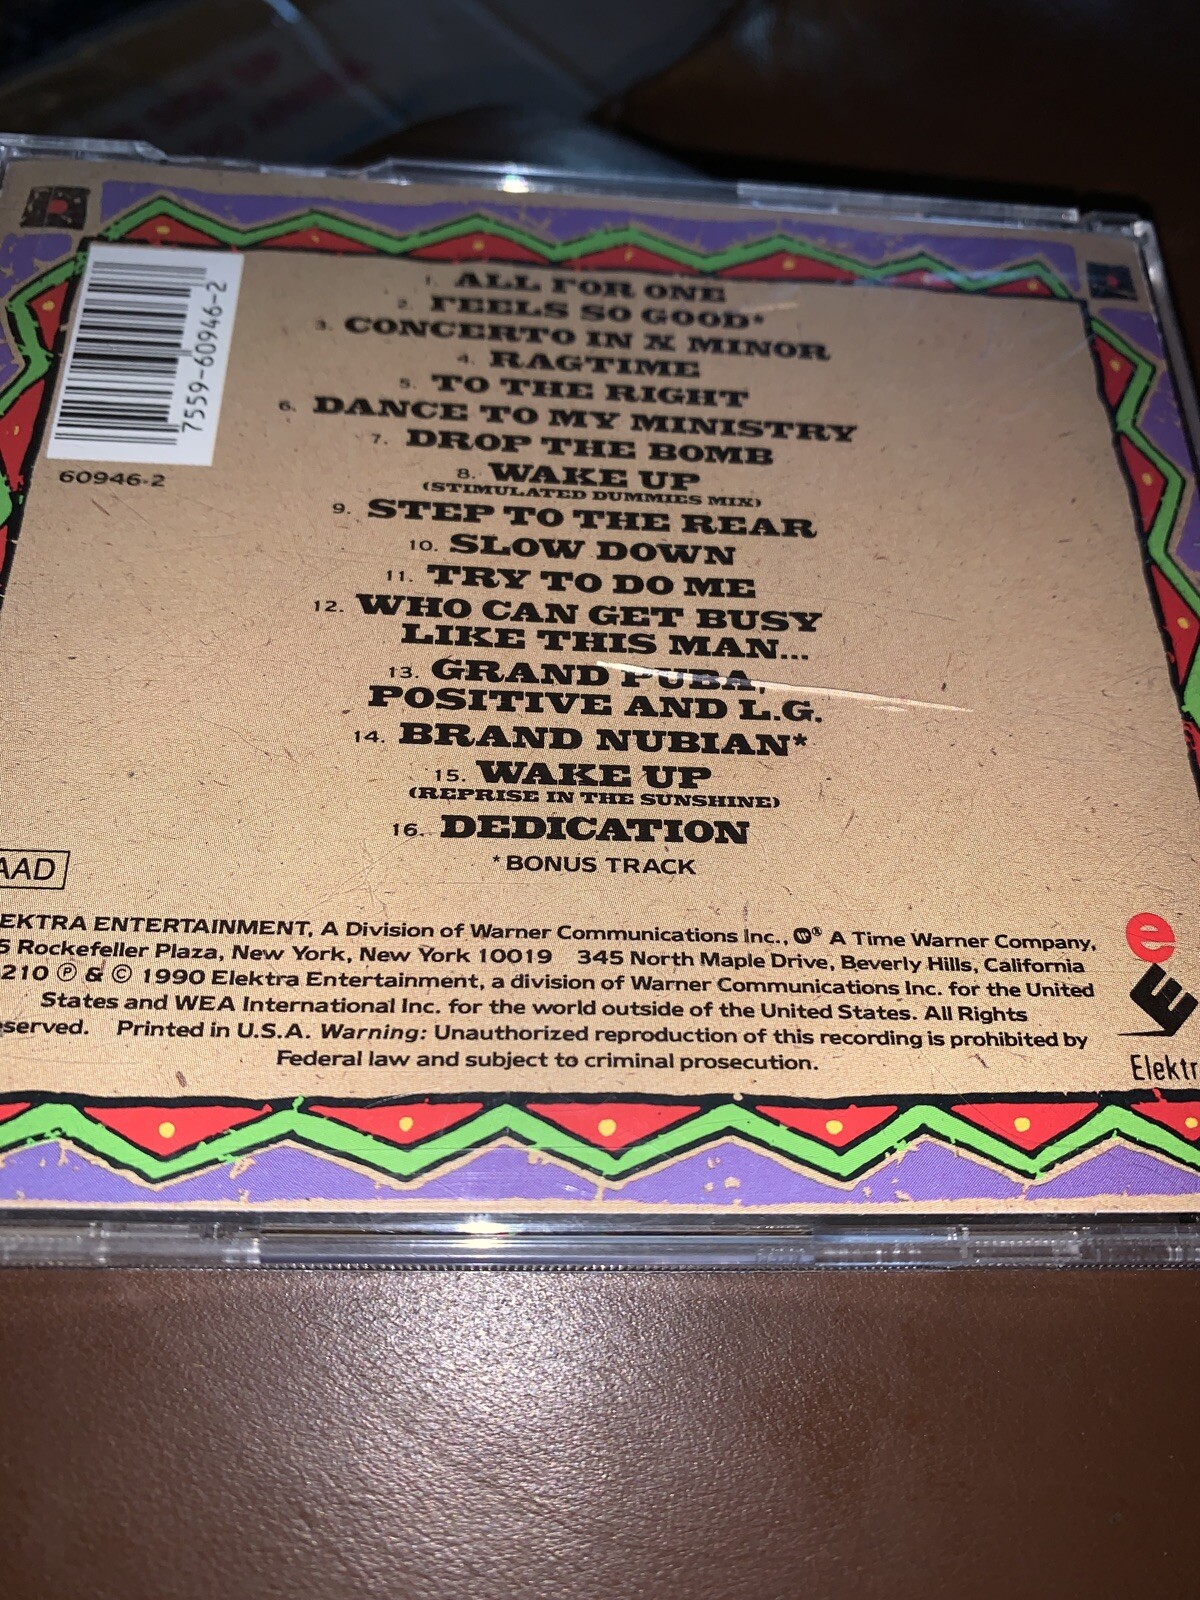 1. ALL FOR ONE
2. FEELS SO GOOD*
3. CONCERTO IN X MINOR
4. RAGTIME
5. TO THE RIGHT
6. DANCE TO MY MINISTRY
7. DROP THE BOMB
8. WAKE UP
(STIMULATED DUMMIES MIX)
9. STEP TO THE REAR
10. SLOW DOWN
11. TRY TO DO ME
12. WHO CAN GET BUSY
LIKE THIS MAN...
13. GRAND PUBA,
POSITIVE AND L.G.
14. BRAND NUBIAN*
15. WAKE UP
(REPRISE IN THE SUNSHINE)
16. DEDICATION
*BONUS TRACK
7559-60946-2
60946-2
AAD
EKTRA ENTERTAINMENT, A Division of Warner Communications Inc., ® A Time Warner Company,
5 Rockefeller Plaza, New York, New York 10019 345 North Maple Drive, Beverly Hills, California
210 ℗ & © 1990 Elektra Entertainment, a division of Warner Communications Inc. for the United
States and WEA International Inc. for the world outside of the United States. All Rights
served. Printed in U.S.A. Warning: Unauthorized reproduction of this recording is prohibited by
Federal law and subject to criminal prosecution.
e
E
Elektr